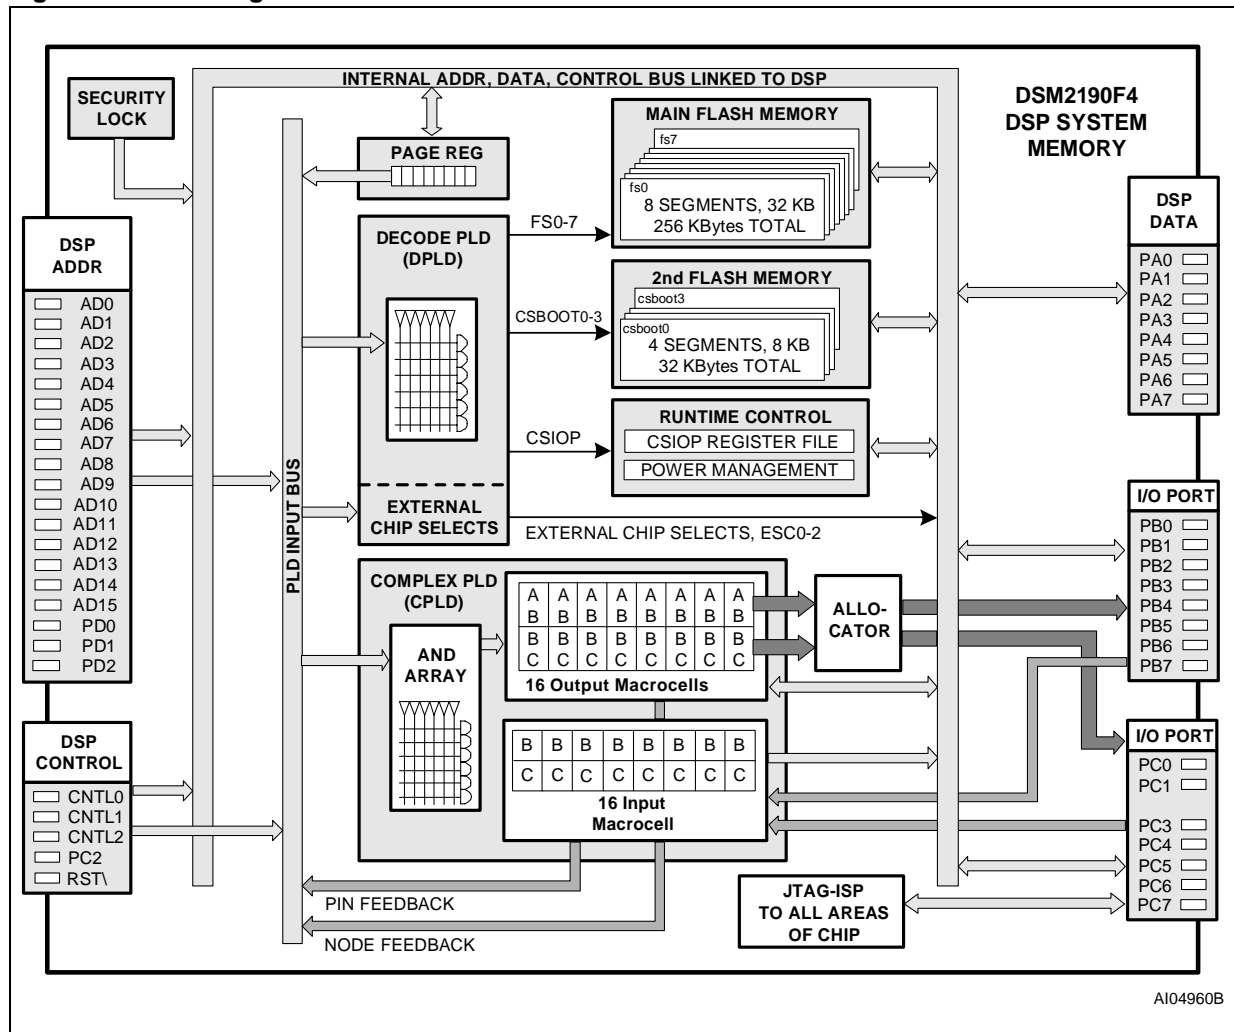 INTERNAL ADDR, DATA, CONTROL BUS LINKED TO DSP
SECURITY
LOCK
DSM2190F4
DSP SYSTEM
MEMORY
PAGE REG
MAIN FLASH MEMORY
fs7
fs0
8 SEGMENTS, 32 KB
256 KBytes TOTAL
DSP
ADDR
AD0
AD1
AD2
AD3
AD4
AD5
AD6
AD7
AD8
AD9
AD10
AD11
AD12
AD13
AD14
AD15
PD0
PD1
PD2
DSP
CONTROL
CNTL0
CNTL1
CNTL2
PC2
RST\
PLD INPUT BUS
DECODE PLD
(DPLD)
FS0-7
CSBOOT0-3
CSIOP
EXTERNAL
CHIP SELECTS
EXTERNAL CHIP SELECTS, ESC0-2
2nd FLASH MEMORY
csboot3
csboot0
4 SEGMENTS, 8 KB
32 KBytes TOTAL
RUNTIME CONTROL
CSIOP REGISTER FILE
POWER MANAGEMENT
COMPLEX PLD
(CPLD)
AND
ARRAY
A A A A A A A A
B B B B B B B B
B B B B B B B B
C C C C C C C C
16 Output Macrocells
B B B B B B B B
C C C C C C C C
16 Input
Macrocell
ALLO-
CATOR
PIN FEEDBACK
NODE FEEDBACK
JTAG-ISP
TO ALL AREAS
OF CHIP
DSP
DATA
PA0
PA1
PA2
PA3
PA4
PA5
PA6
PA7
I/O PORT
PB0
PB1
PB2
PB3
PB4
PB5
PB6
PB7
I/O PORT
PC0
PC1
PC3
PC4
PC5
PC6
PC7
AI04960B